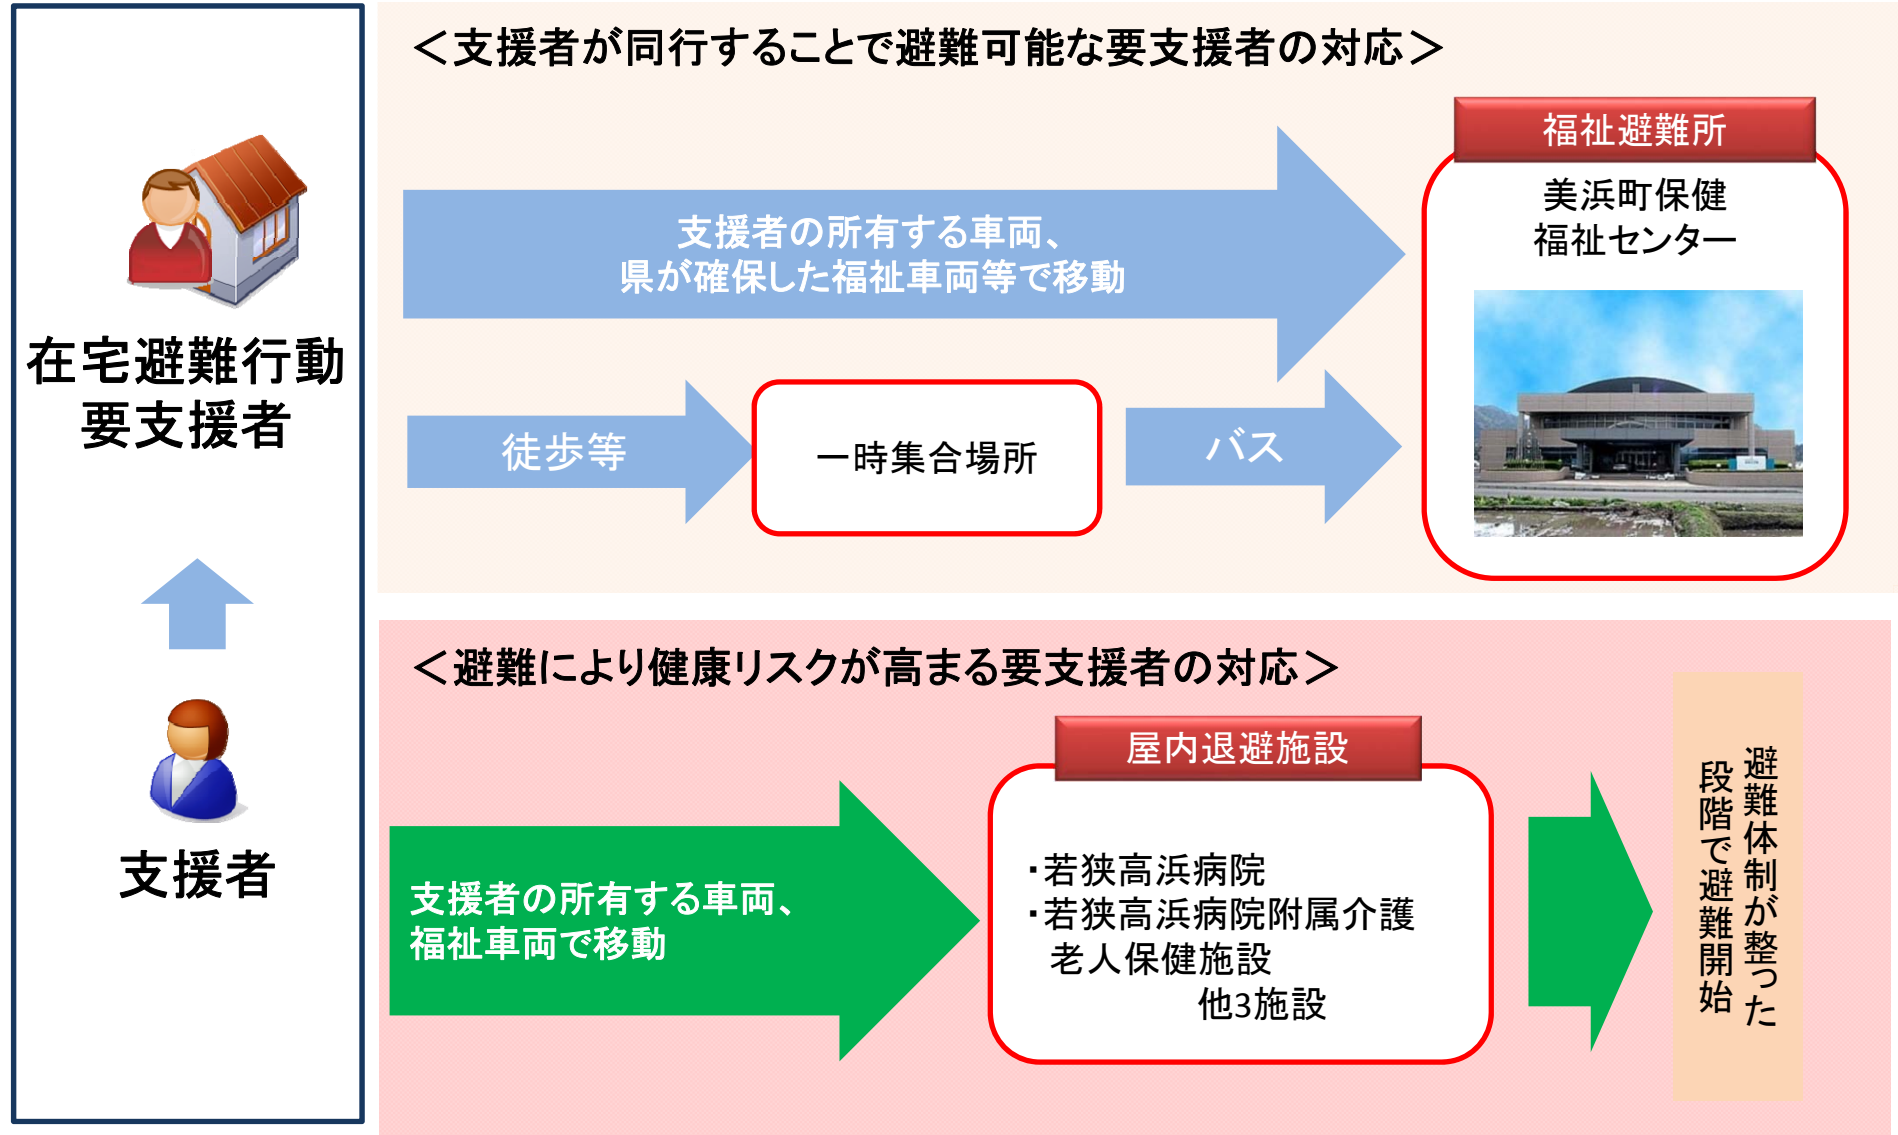 在宅避難行動
要支援者
支援者
＜支援者が同行することで避難可能な要支援者の対応＞
支援者の所有する車両、
県が確保した福祉車両等で移動
徒歩等
一時集合場所
バス
福祉避難所
美浜町保健
福祉センター
＜避難により健康リスクが高まる要支援者の対応＞
支援者の所有する車両、
福祉車両で移動
屋内退避施設
・若狭高浜病院
・若狭高浜病院附属介護
老人保健施設
他3施設
避難体制が整った
段階で避難開始